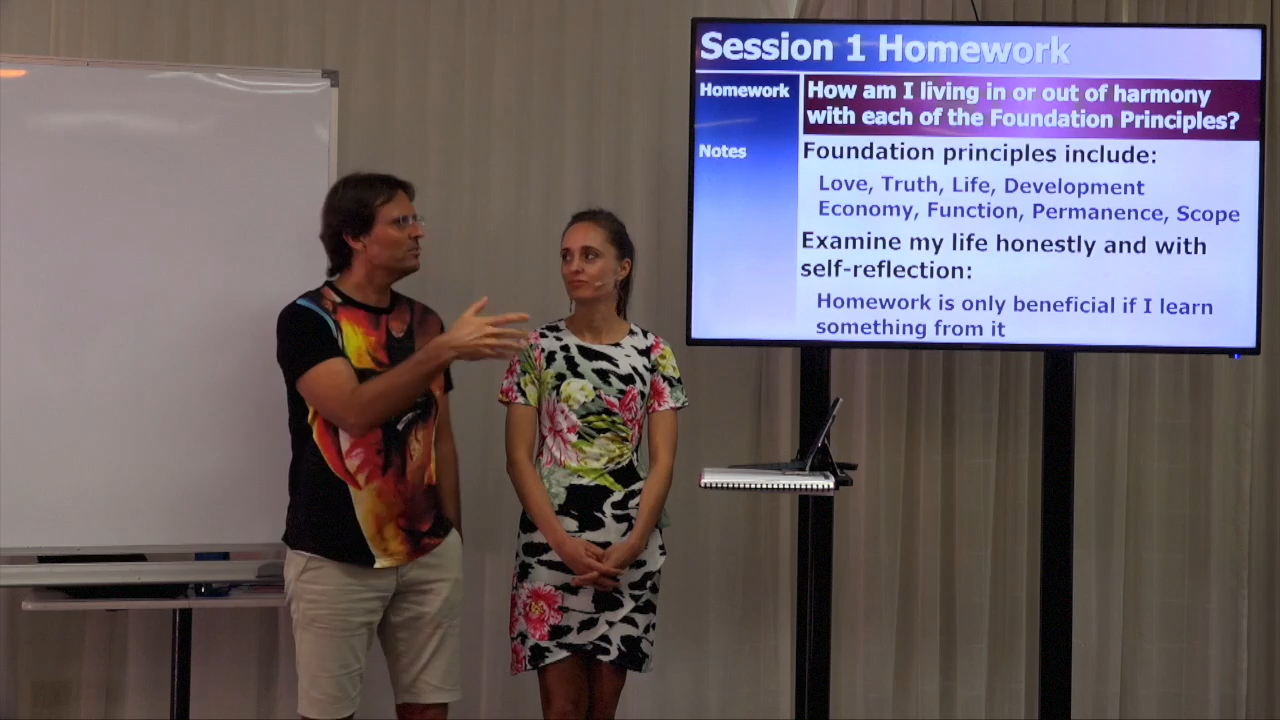 Session 1 Homework
Homework
How am I living in or out of harmony
with each of the Foundation Principles?
Notes
Foundation principles include:
Love, Truth, Life, Development
Economy, Function, Permanence, Scope
Examine my life honestly and with
self-reflection:
Homework is only beneficial if I learn
something from it